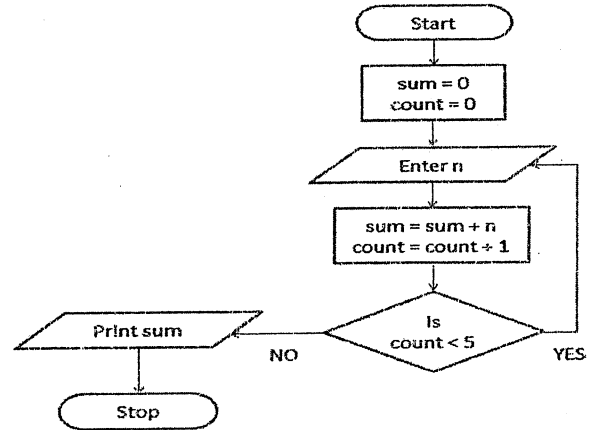 Start
sum = 0
count = 0
Enter n
sum = sum + n
count = count + 1
Is
count < 5
YES
NO
Print sum
Stop